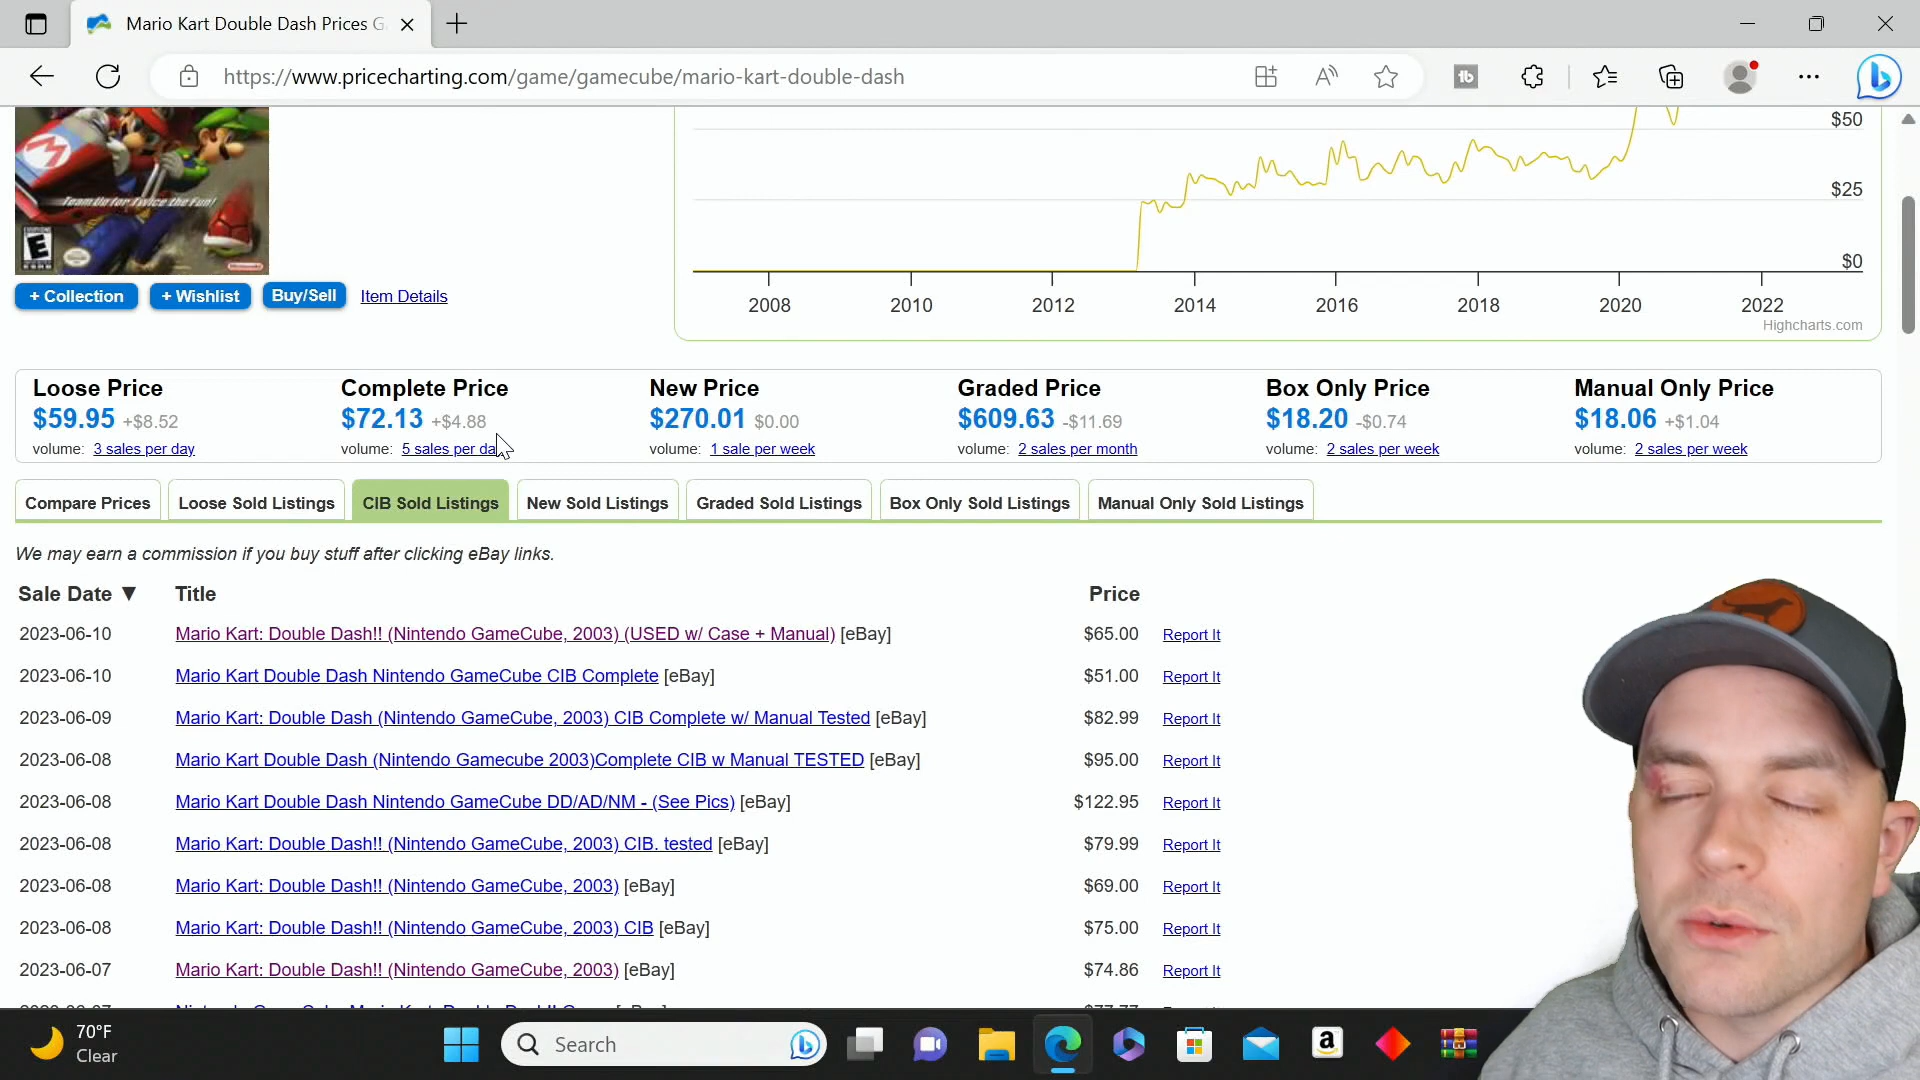 Mario Kart Double Dash Prices G
https://www.pricecharting.com/game/gamecube/mario-kart-double-dash
Team Up for Twice the Fun!
E
Nintendo
+ Collection
+ Wishlist
Buy/Sell
Item Details
$50
$25
$0
2008 2010 2012 2014 2016 2018 2020 2022
Highcharts.com
Loose Price Complete Price New Price Graded Price Box Only Price Manual Only Price
$59.95 +$8.52 $72.13 +$4.88 $270.01 $0.00 $609.63 -$11.69 $18.20 -$0.74 $18.06 +$1.04
volume: 3 sales per day volume: 5 sales per da volume: 1 sale per week volume: 2 sales per month volume: 2 sales per week volume: 2 sales per week
Compare Prices Loose Sold Listings CIB Sold Listings New Sold Listings Graded Sold Listings Box Only Sold Listings Manual Only Sold Listings
We may earn a commission if you buy stuff after clicking eBay links.
Sale Date ▼ Title Price
2023-06-10 Mario Kart: Double Dash!! (Nintendo GameCube, 2003) (USED w/ Case + Manual) [eBay] $65.00 Report It
2023-06-10 Mario Kart Double Dash Nintendo GameCube CIB Complete [eBay] $51.00 Report It
2023-06-09 Mario Kart: Double Dash (Nintendo GameCube, 2003) CIB Complete w/ Manual Tested [eBay] $82.99 Report It
2023-06-08 Mario Kart Double Dash (Nintendo Gamecube 2003)Complete CIB w Manual TESTED [eBay] $95.00 Report It
2023-06-08 Mario Kart Double Dash Nintendo GameCube DD/AD/NM - (See Pics) [eBay] $122.95 Report It
2023-06-08 Mario Kart: Double Dash!! (Nintendo GameCube, 2003) CIB. tested [eBay] $79.99 Report It
2023-06-08 Mario Kart: Double Dash!! (Nintendo GameCube, 2003) [eBay] $69.00 Report It
2023-06-08 Mario Kart: Double Dash!! (Nintendo GameCube, 2003) CIB [eBay] $75.00 Report It
2023-06-07 Mario Kart: Double Dash!! (Nintendo GameCube, 2003) [eBay] $74.86 Report It
70°F
Clear
Search